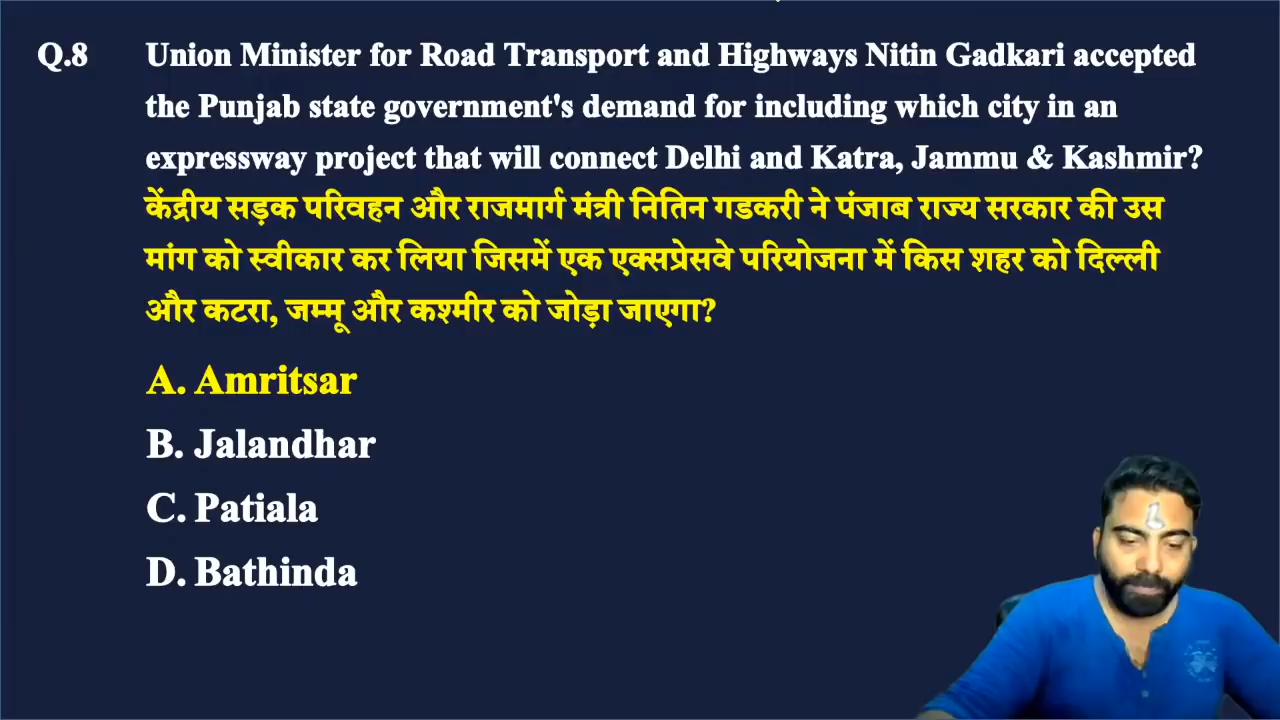 Q.8 Union Minister for Road Transport and Highways Nitin Gadkari accepted
the Punjab state government's demand for including which city in an
expressway project that will connect Delhi and Katra, Jammu & Kashmir?
केंद्रीय सड़क परिवहन और राजमार्ग मंत्री नितिन गडकरी ने पंजाब राज्य सरकार की उस
मांग को स्वीकार कर लिया जिसमें एक एक्सप्रेसवे परियोजना में किस शहर को दिल्ली
और कटरा, जम्मू और कश्मीर को जोड़ा जाएगा?
A. Amritsar
B. Jalandhar
C. Patiala
D. Bathinda